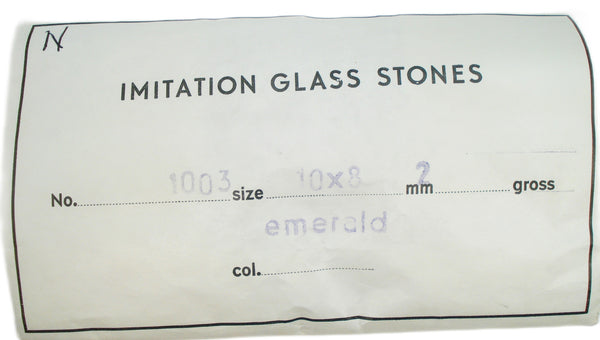 N
IMITATION GLASS STONES
No. 1003 size 10x8 mm 2 gross
emerald
col.